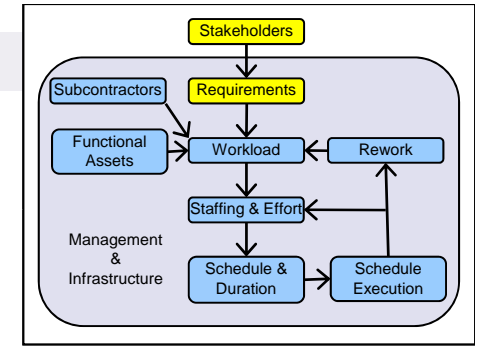 Stakeholders
Subcontractors
Requirements
Functional
Assets
Workload
Rework
Staffing & Effort
Management
&
Infrastructure
Schedule &
Duration
Schedule
Execution